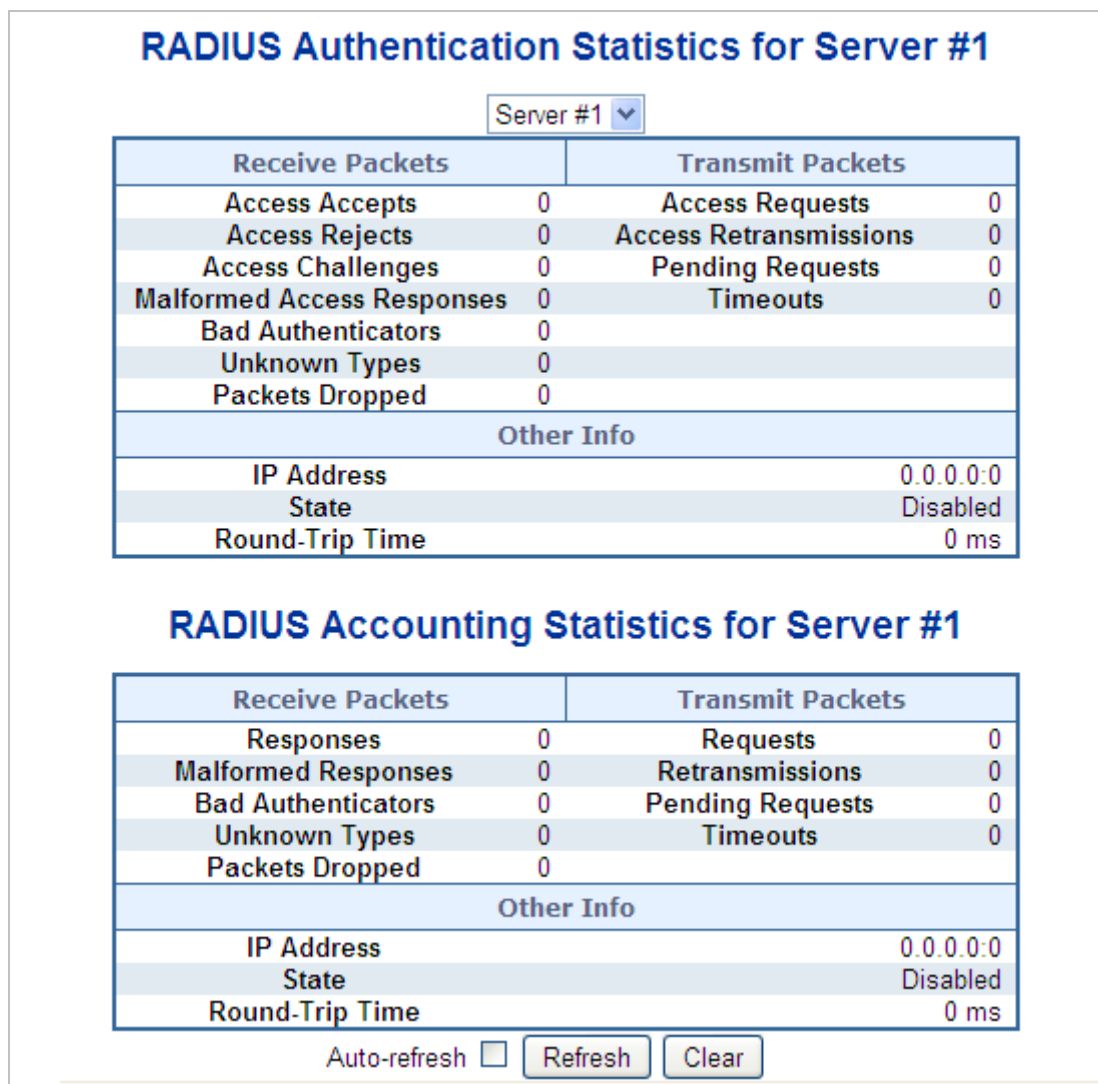 RADIUS Authentication Statistics for Server #1
Server #1
Receive Packets Transmit Packets
Access Accepts 0 Access Requests 0
Access Rejects 0 Access Retransmissions 0
Access Challenges 0 Pending Requests 0
Malformed Access Responses 0 Timeouts 0
Bad Authenticators 0
Unknown Types 0
Packets Dropped 0
Other Info
IP Address 0.0.0.0:0
State Disabled
Round-Trip Time 0 ms
RADIUS Accounting Statistics for Server #1
Receive Packets Transmit Packets
Responses 0 Requests 0
Malformed Responses 0 Retransmissions 0
Bad Authenticators 0 Pending Requests 0
Unknown Types 0 Timeouts 0
Packets Dropped 0
Other Info
IP Address 0.0.0.0:0
State Disabled
Round-Trip Time 0 ms
Auto-refresh Refresh Clear